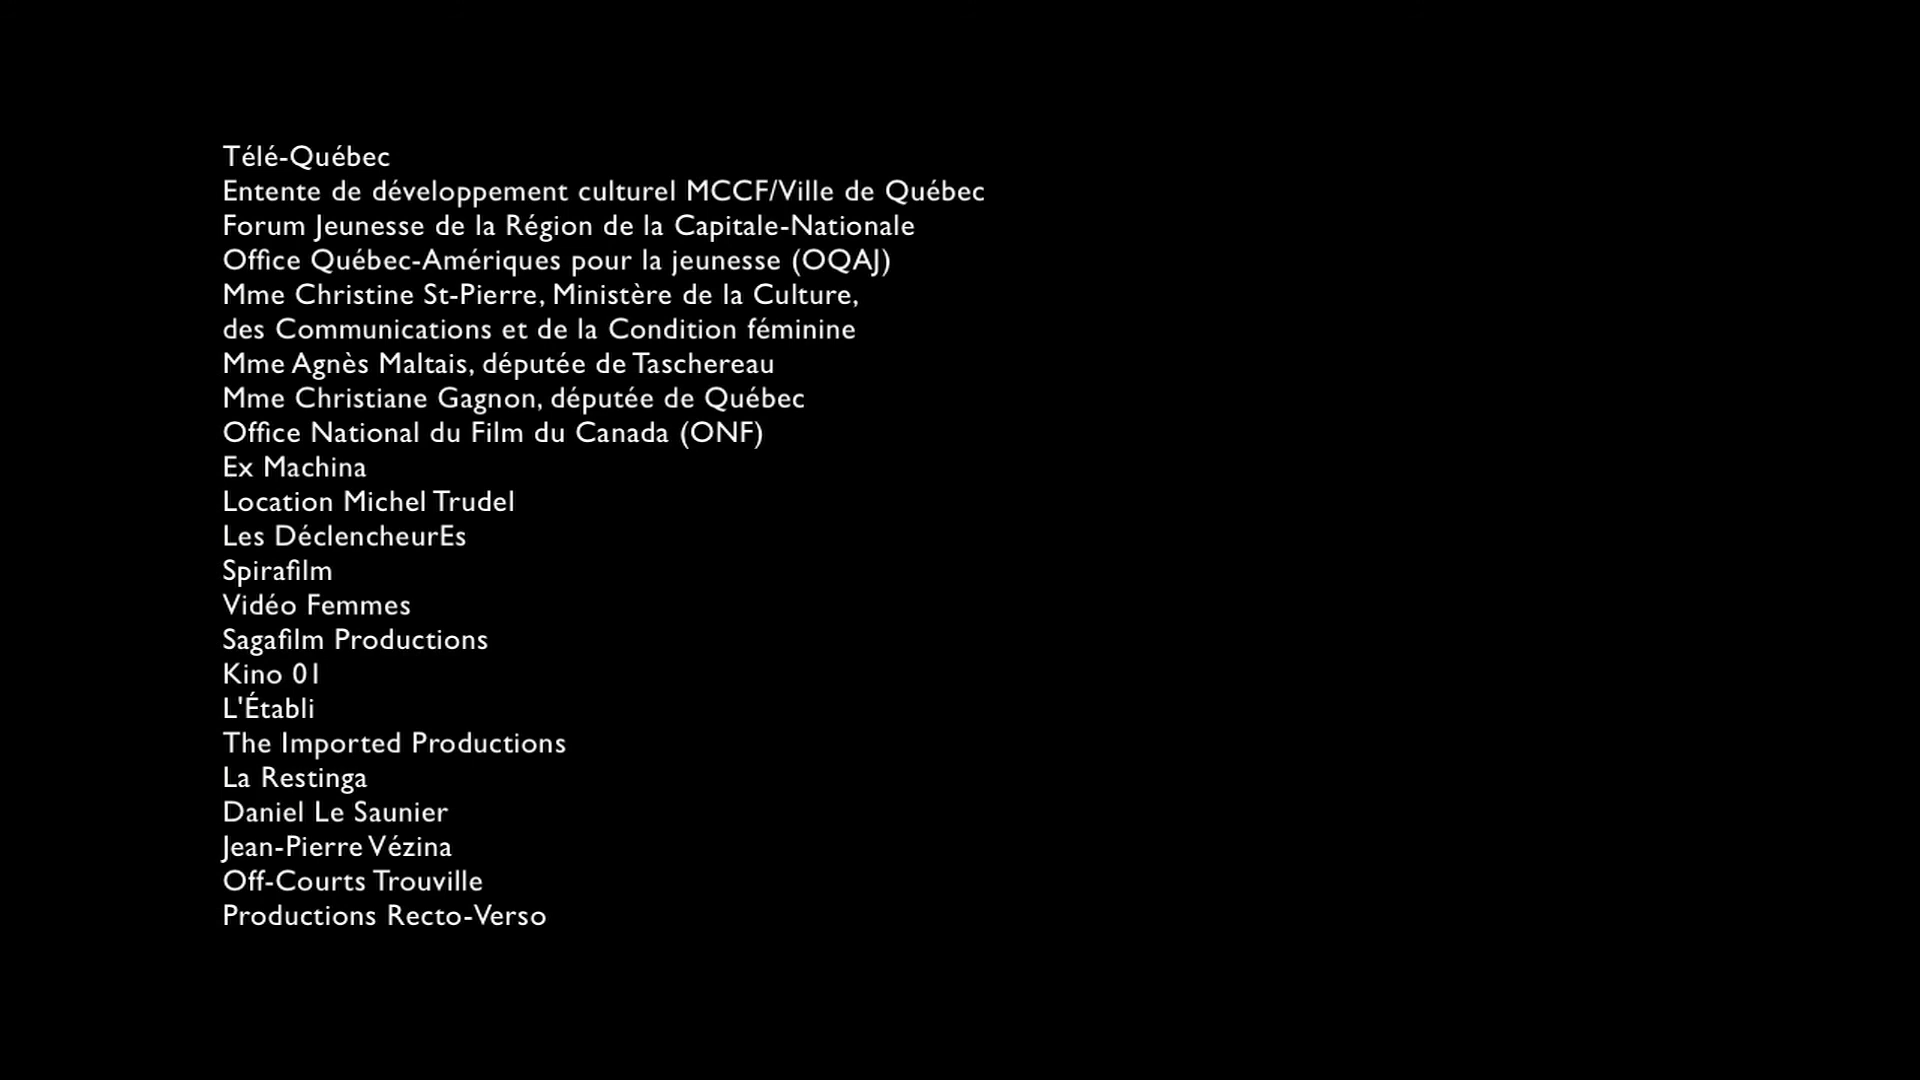 Télé-Québec
Entente de développement culturel MCCF/Ville de Québec
Forum Jeunesse de la Région de la Capitale-Nationale
Office Québec-Amériques pour la jeunesse (OQAJ)
Mme Christine St-Pierre, Ministère de la Culture,
des Communications et de la Condition féminine
Mme Agnès Maltais, députée de Taschereau
Mme Christiane Gagnon, députée de Québec
Office National du Film du Canada (ONF)
Ex Machina
Location Michel Trudel
Les DéclencheurEs
Spirafilm
Vidéo Femmes
Sagafilm Productions
Kino 01
L'Établi
The Imported Productions
La Restinga
Daniel Le Saunier
Jean-Pierre Vézina
Off-Courts Trouville
Productions Recto-Verso